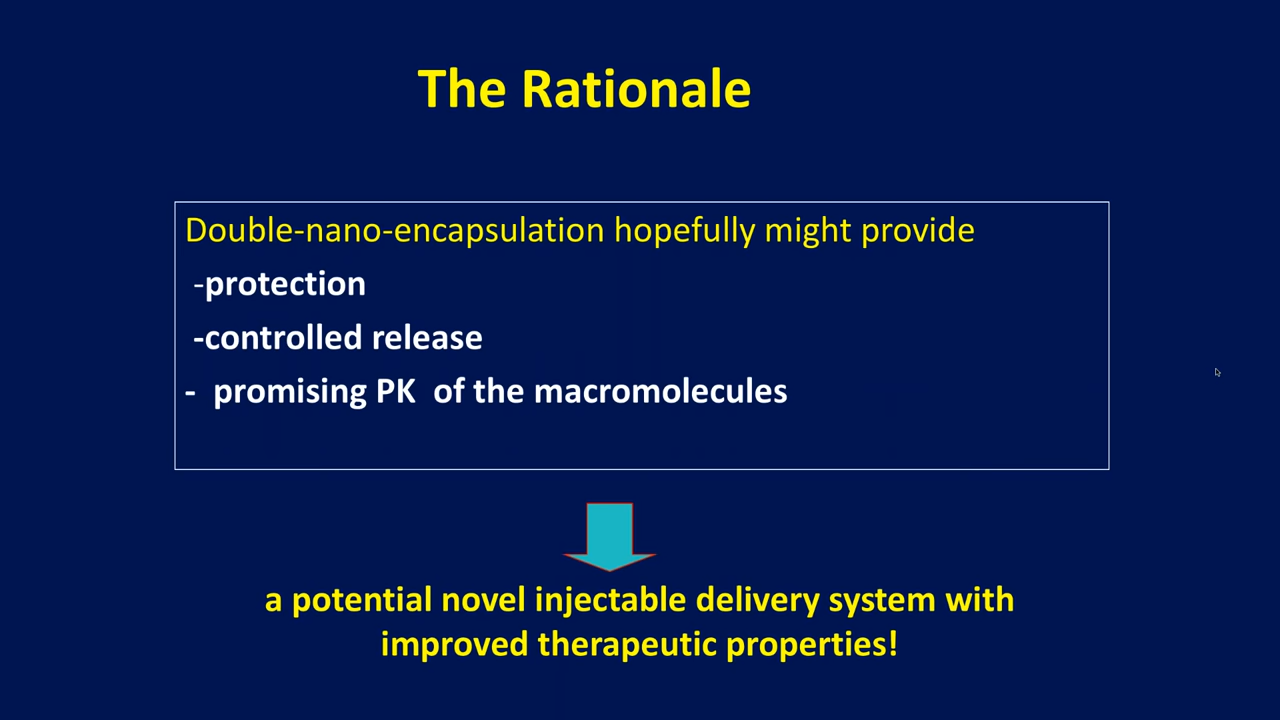 The Rationale
Double-nano-encapsulation hopefully might provide
-protection
-controlled release
- promising PK of the macromolecules
a potential novel injectable delivery system with
improved therapeutic properties!